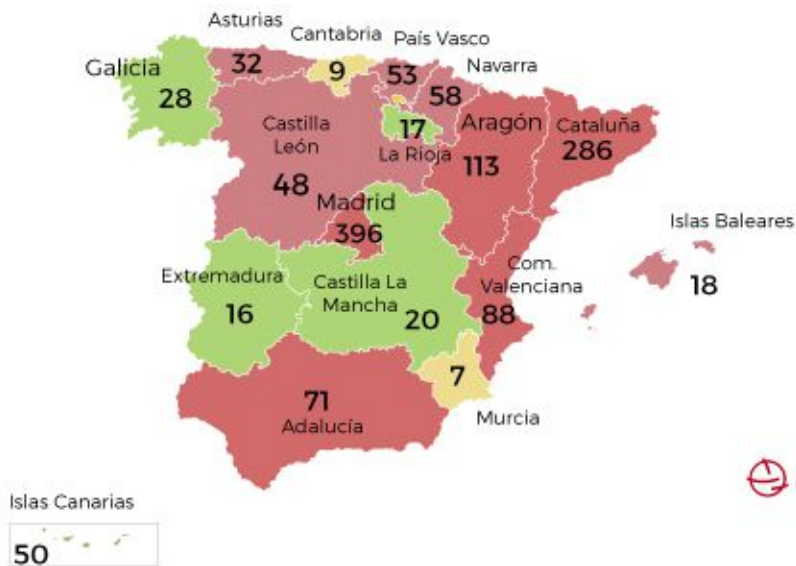 Asturias
32
Cantabria
9
País Vasco
53
Navarra
58
Galicia
28
Castilla
León
48
17
La Rioja
Aragón
113
Cataluña
286
Madrid
396
Islas Baleares
18
Extremadura
16
Castilla La
Mancha
20
Com.
Valenciana
88
7
Murcia
71
Adalucía
Islas Canarias
50